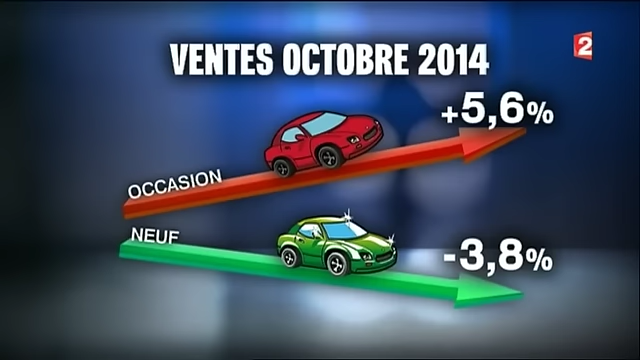 VENTES OCTOBRE 2014
2
+5,6%
OCCASION
NEUF
-3,8%